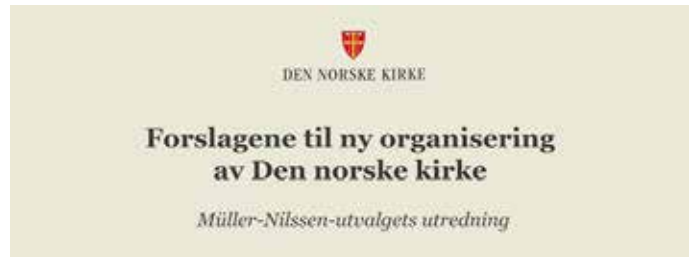 DEN NORSKE KIRKE
Forslagene til ny organisering
av Den norske kirke
Müller-Nilssen-utvalgets utredning